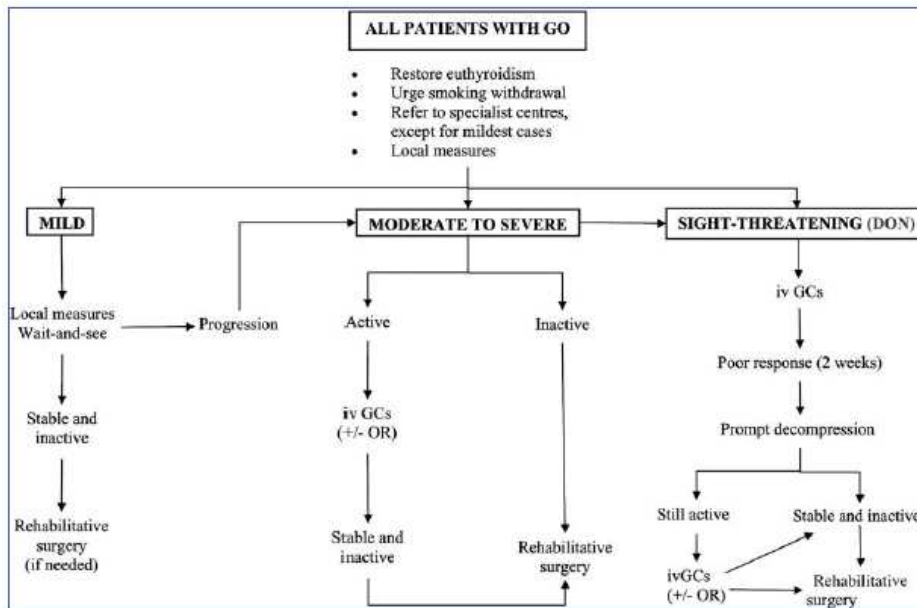 ALL PATIENTS WITH GO
• Restore euthyroidism
• Urge smoking withdrawal
• Refer to specialist centres,
except for mildest cases
• Local measures
MILD
MODERATE TO SEVERE
SIGHT-THREATENING (DON)
Local measures
Wait-and-see
Progression
Stable and
inactive
Rehabilitative
surgery
(if needed)
Active
iv GCs
(+/- OR)
Stable and
inactive
Inactive
Rehabilitative
surgery
iv GCs
Poor response (2 weeks)
Prompt decompression
Still active
Stable and inactive
ivGCs
(+/- OR)
Rehabilitative
surgery